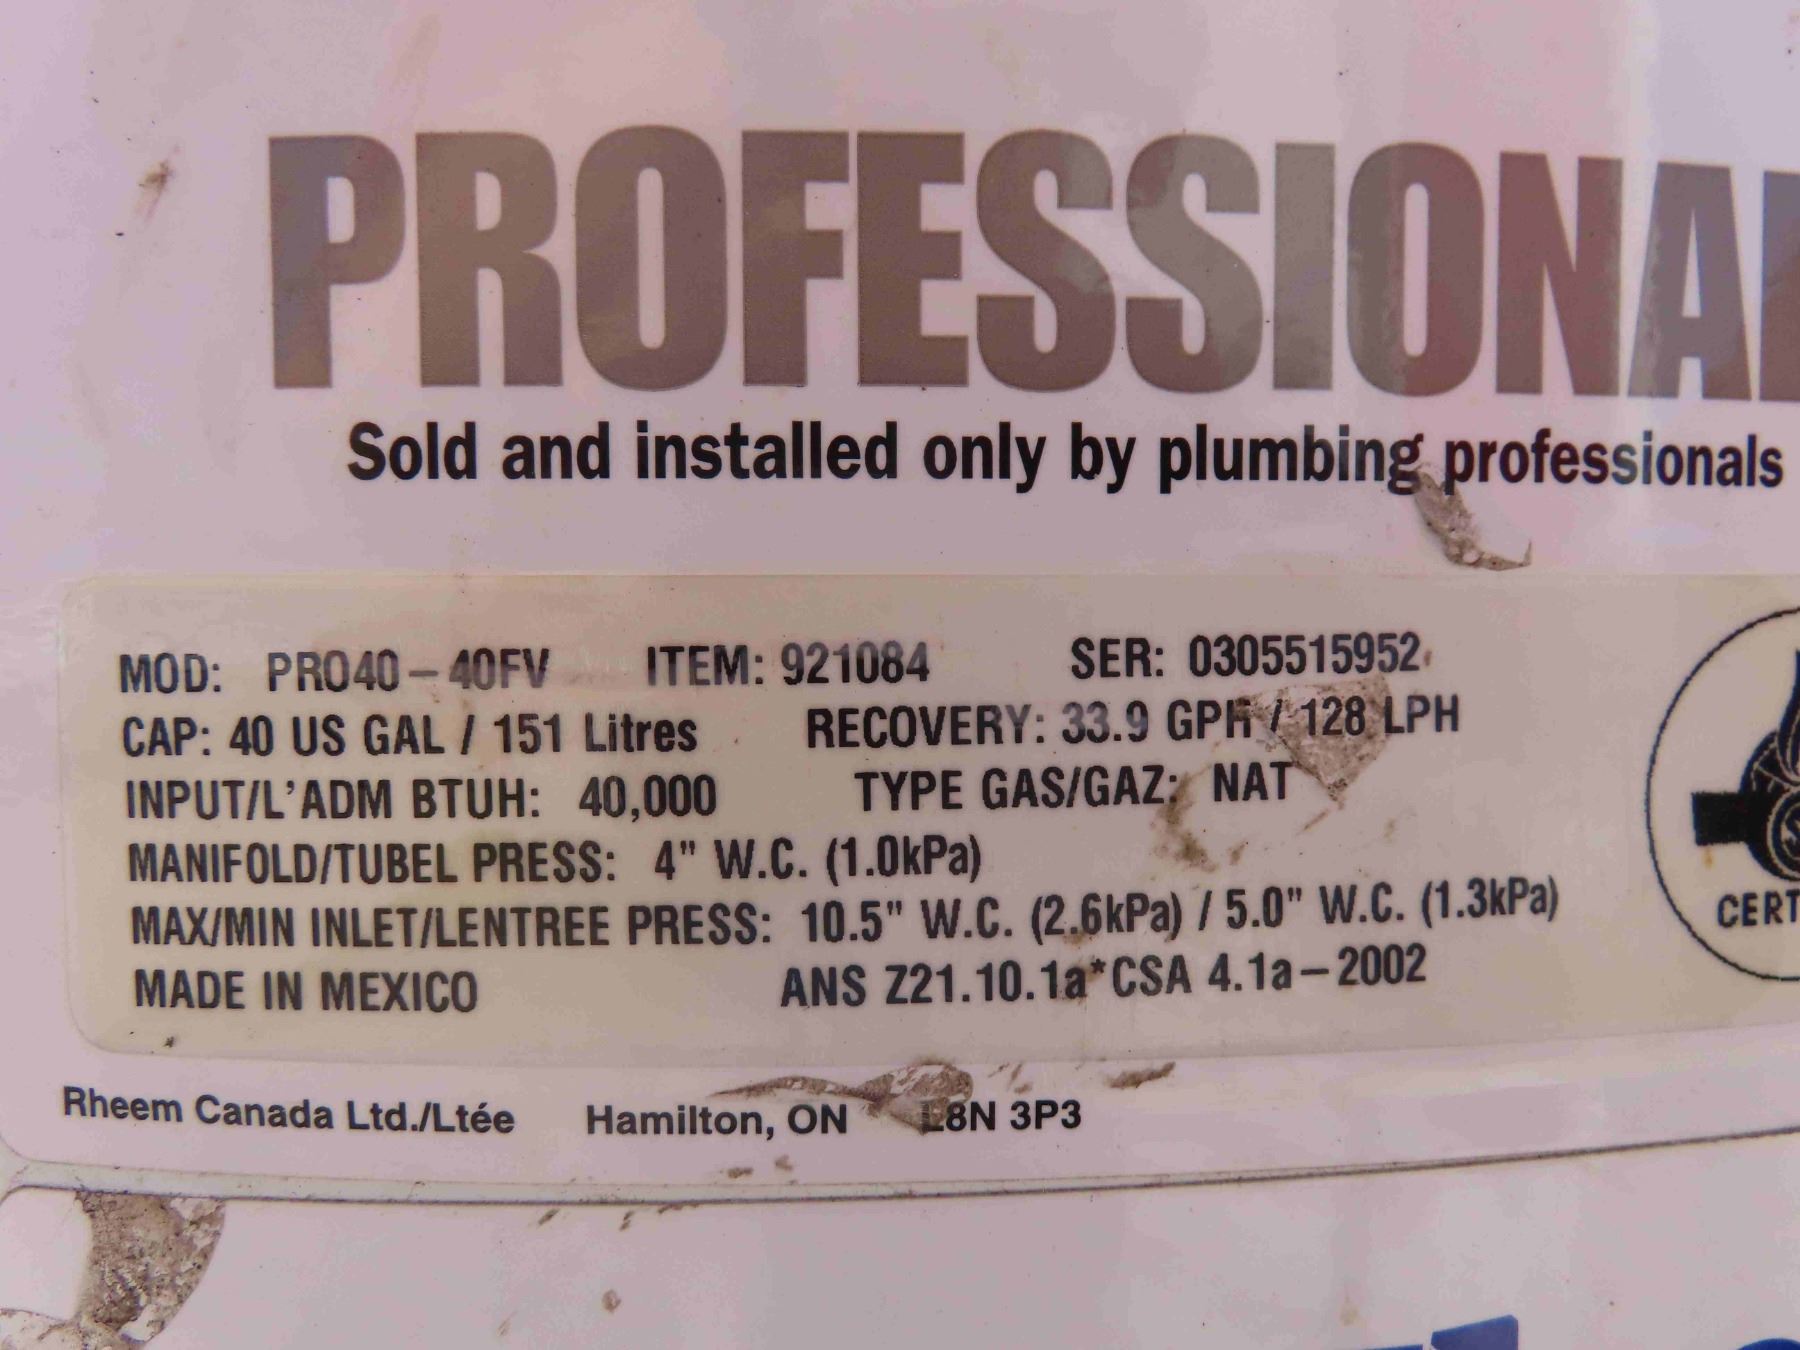 PROFESSIONAL
Sold and installed only by plumbing professionals
MOD: PRO40-40FV ITEM: 921084 SER: 0305515952
CAP: 40 US GAL / 151 Litres RECOVERY: 33.9 GPH / 128 LPH
INPUT/L'ADM BTUH: 40,000 TYPE GAS/GAZ: NAT
MANIFOLD/TUBEL PRESS: 4" W.C. (1.0kPa)
MAX/MIN INLET/LENTREE PRESS: 10.5" W.C. (2.6kPa) / 5.0" W.C. (1.3kPa)
MADE IN MEXICO ANS Z21.10.1a*CSA 4.1a-2002
CERT
Rheem Canada Ltd./Ltée Hamilton, ON L8N 3P3